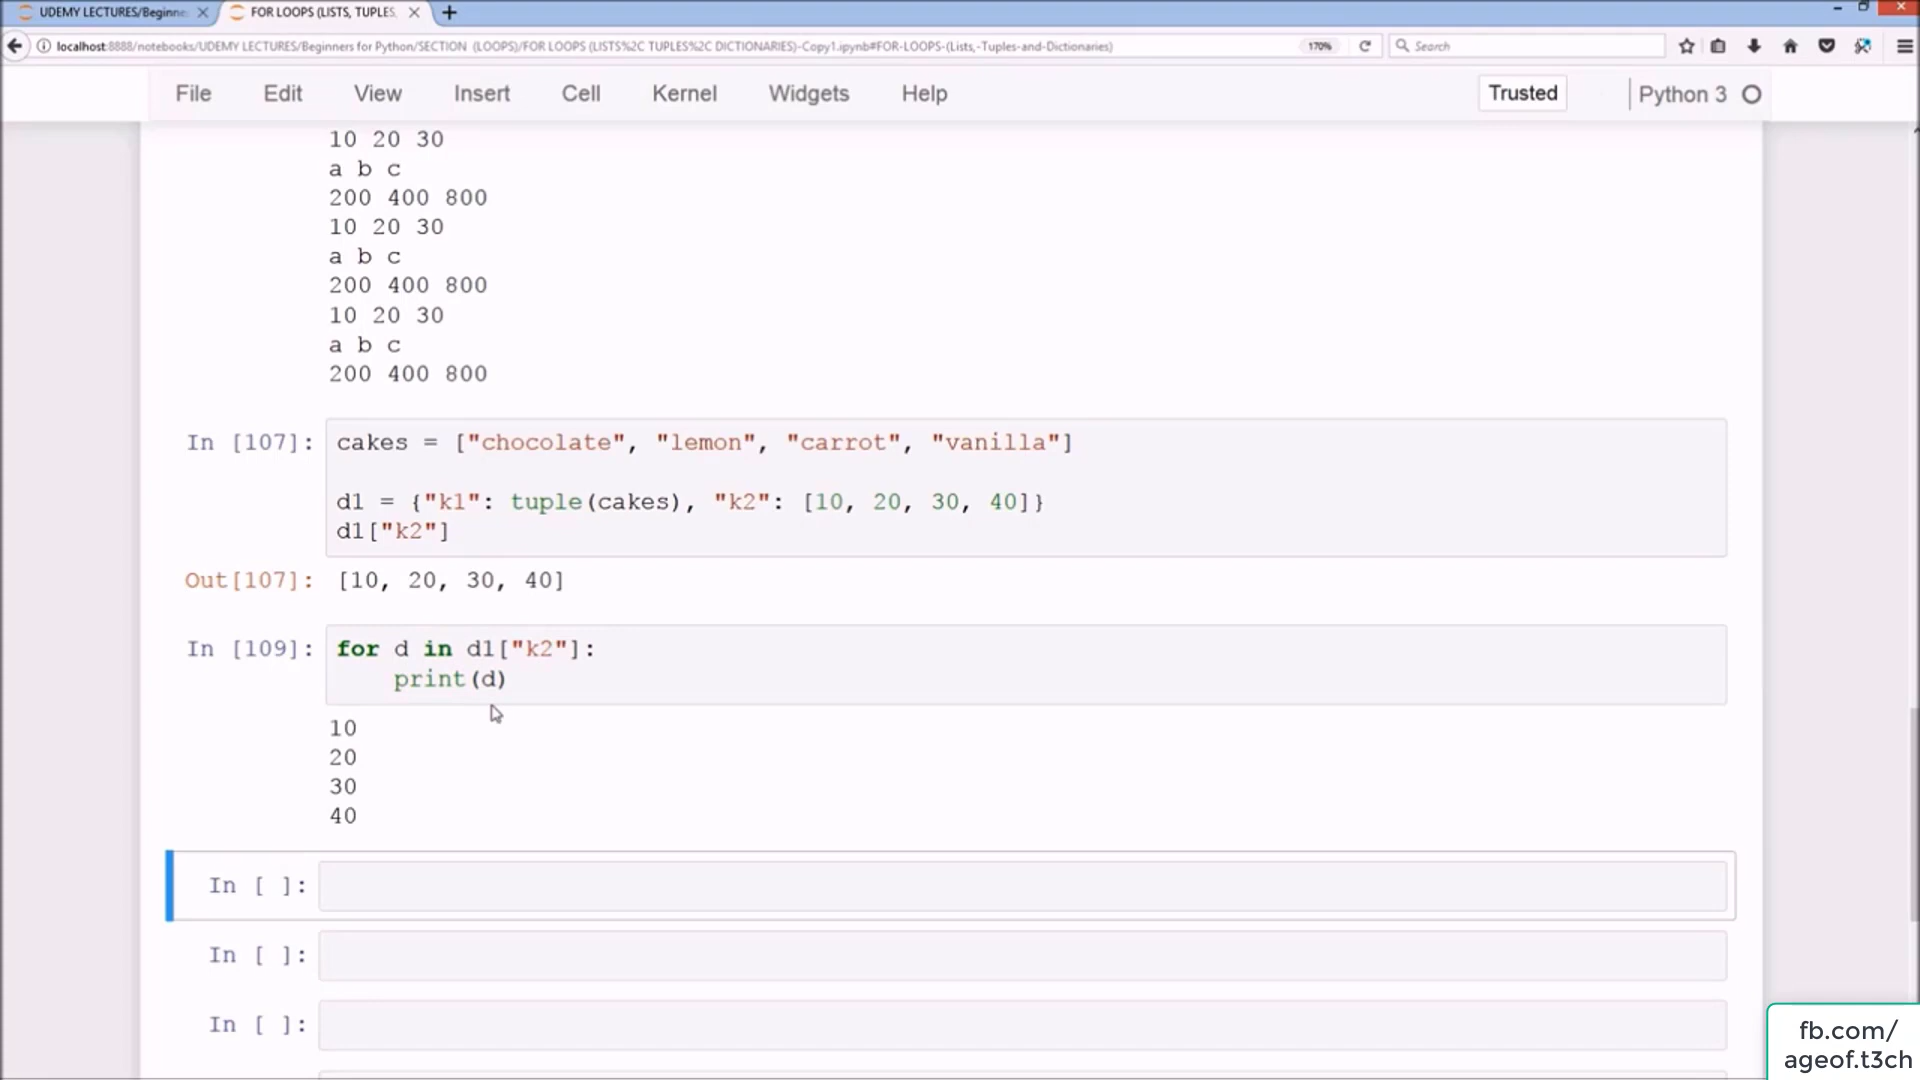 UDEMY LECTURES/Beginne
FOR LOOPS (LISTS, TUPLES,
localhost:8888/notebooks/UDEMY LECTURES/Beginners for Python/SECTION (LOOPS)/FOR LOOPS (LISTS%2C TUPLES%2C DICTIONARIES)-Copy1.ipynb#FOR-LOOPS-(Lists,-Tuples-and-Dictionaries)
170%
Search
File Edit View Insert Cell Kernel Widgets Help
Trusted
Python 3
10 20 30
a b c
200 400 800
10 20 30
a b c
200 400 800
10 20 30
a b c
200 400 800
In [107]: cakes = ["chocolate", "lemon", "carrot", "vanilla"]
d1 = {"k1": tuple(cakes), "k2": [10, 20, 30, 40]}
d1["k2"]
Out[107]: [10, 20, 30, 40]
In [109]: for d in d1["k2"]:
print(d)
10
20
30
40
In [ ]:
In [ ]:
In [ ]:
fb.com/
ageof.t3ch